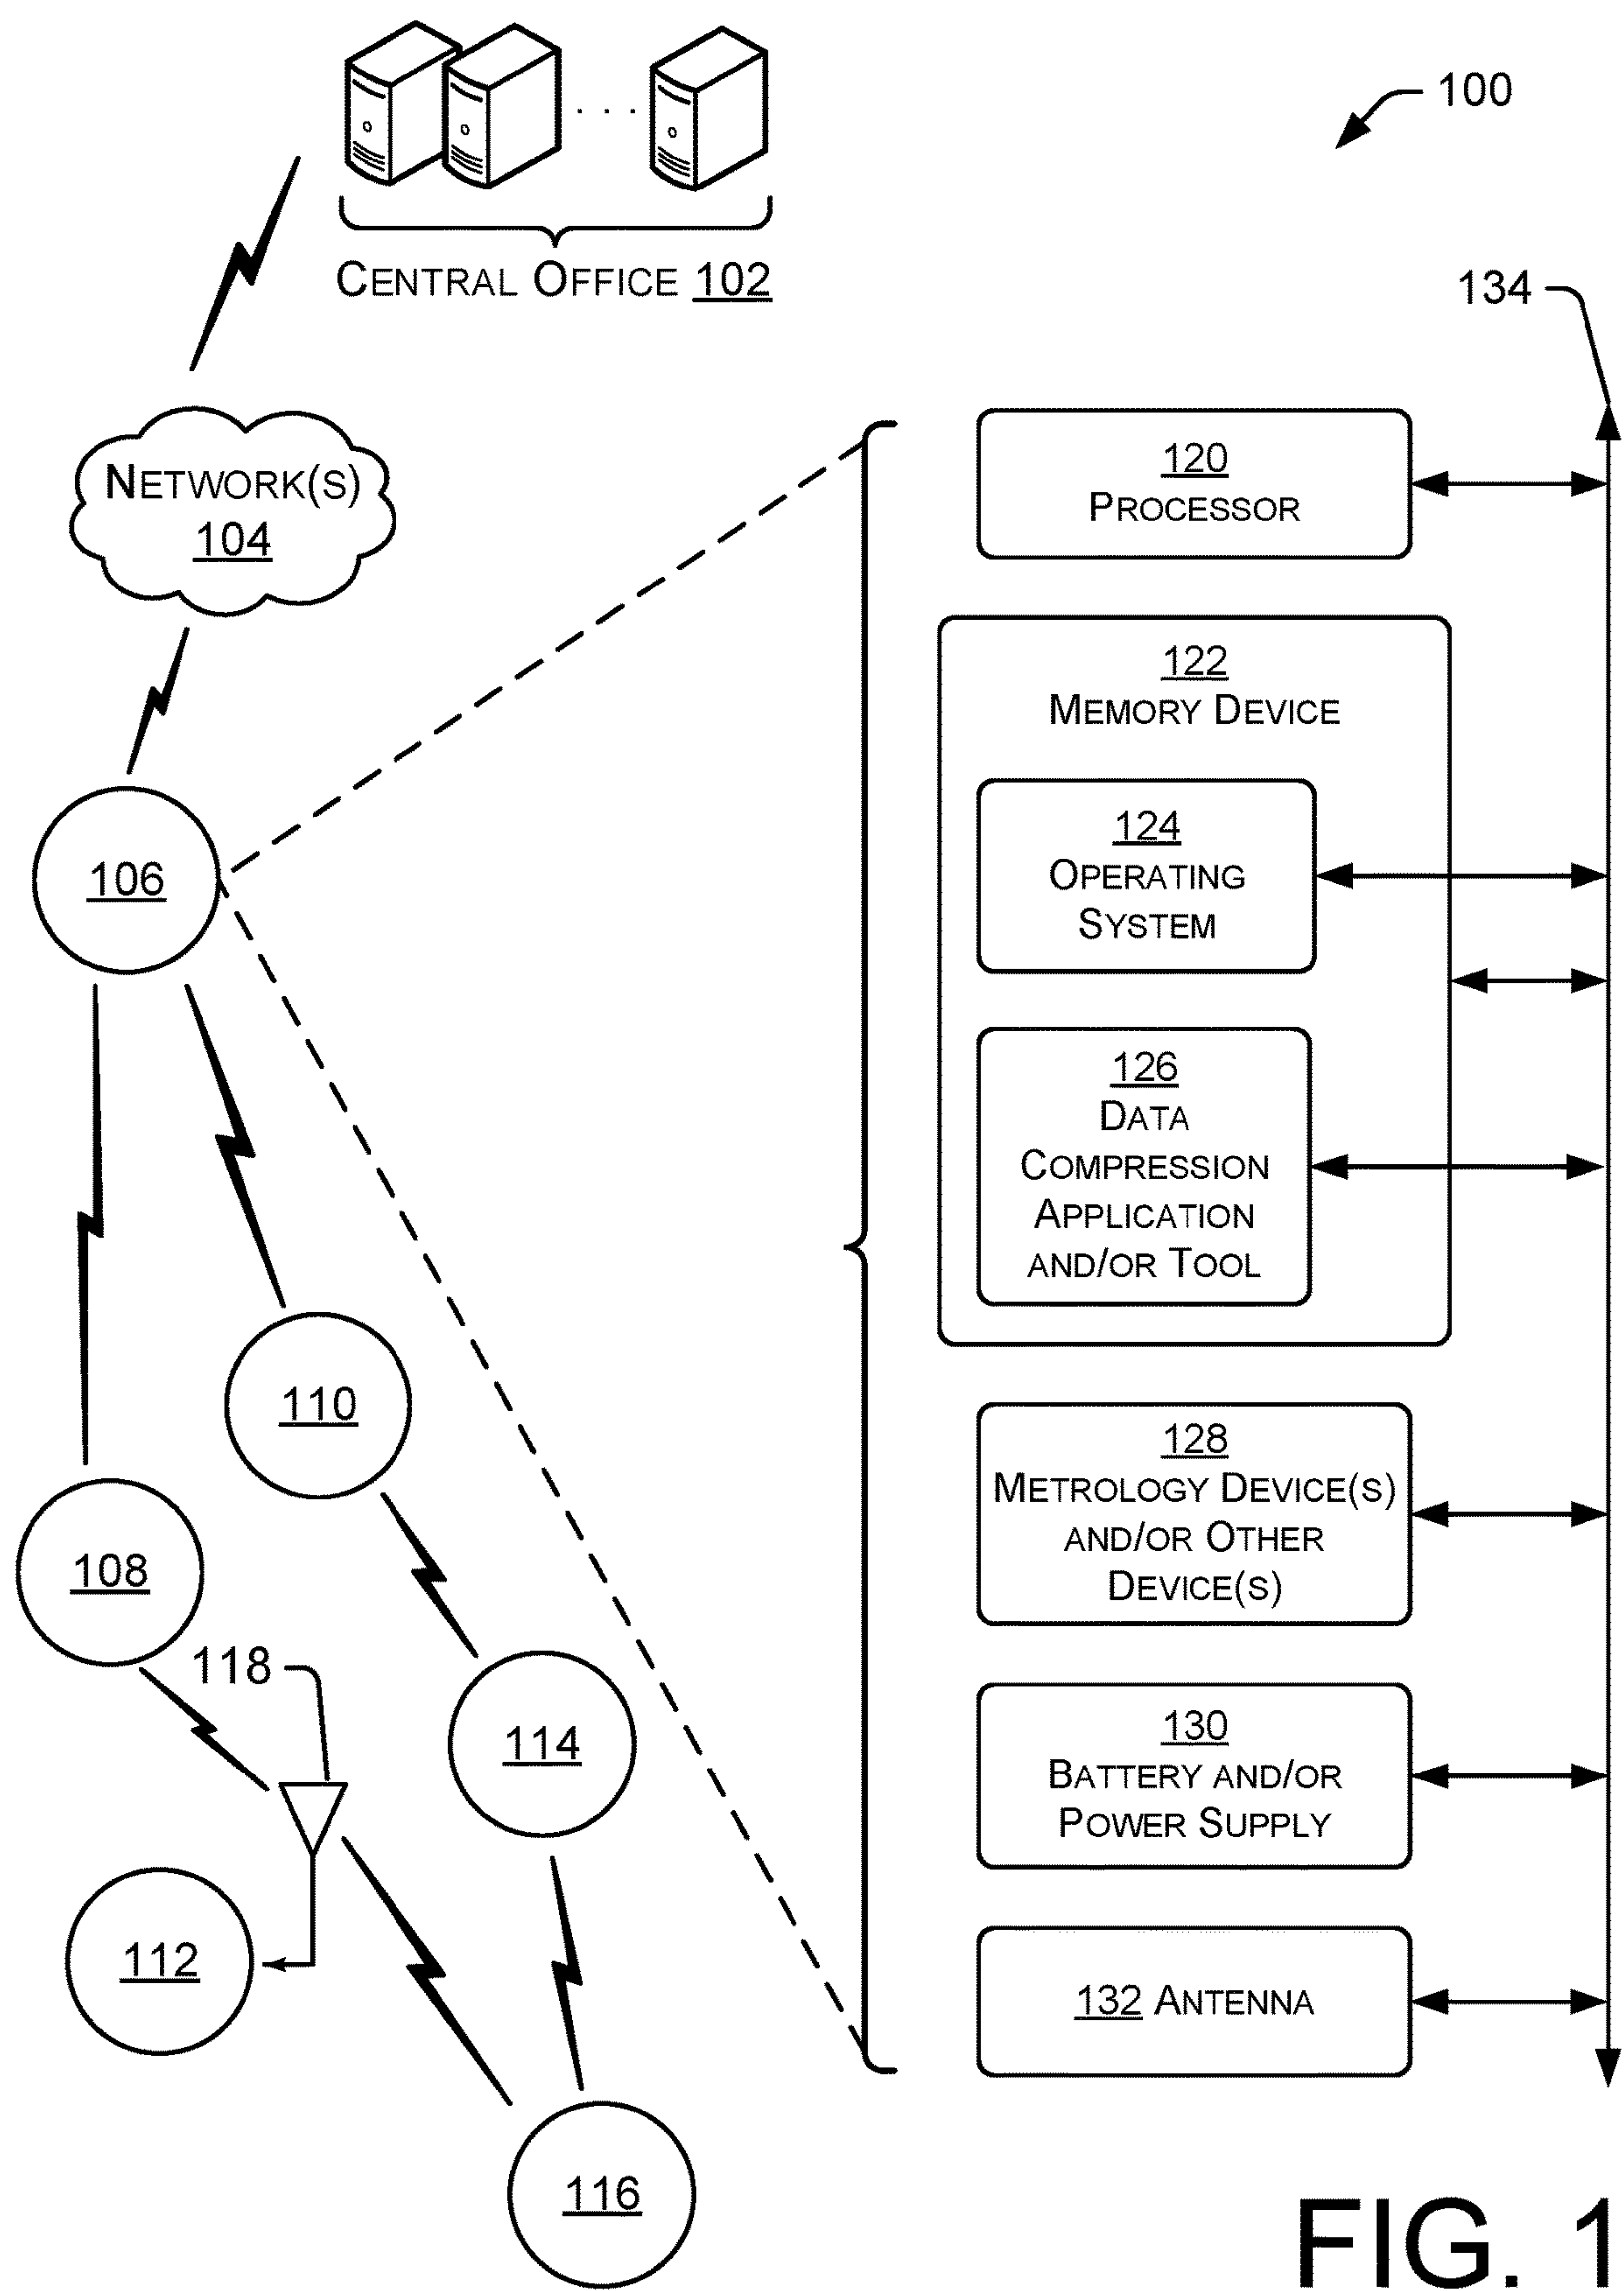 100
CENTRAL OFFICE 102
134
NETWORK(S)
104
120
PROCESSOR
122
MEMORY DEVICE
124
OPERATING
SYSTEM
106
126
DATA
COMPRESSION
APPLICATION
AND/OR TOOL
110
128
METROLOGY DEVICE(S)
AND/OR OTHER
DEVICE(S)
108
118
114
130
BATTERY AND/OR
POWER SUPPLY
112
132 ANTENNA
116
FIG. 1